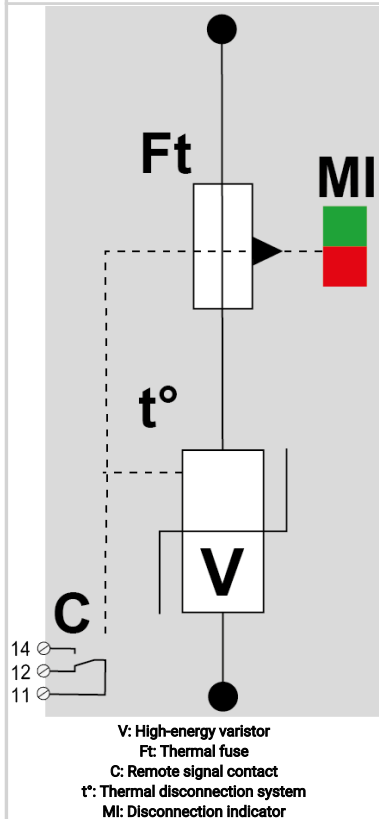 Ft
MI
t°
V
C
14
12
11
V: High-energy varistor
Ft: Thermal fuse
C: Remote signal contact
t°: Thermal disconnection system
MI: Disconnection indicator